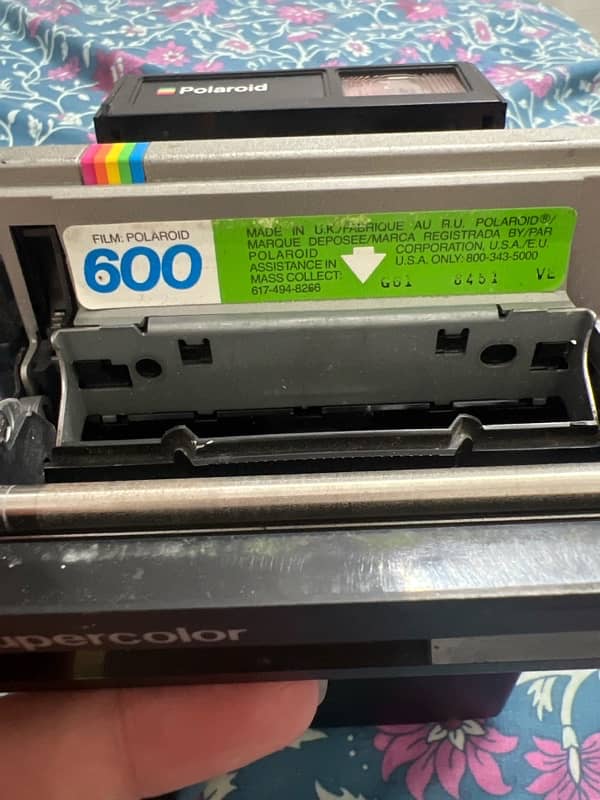 Polaroid
FILM: POLAROID
600
MADE IN U.K./FABRIQUE AU R.U. POLAROID®/
MARQUE DEPOSEE/MARCA REGISTRADA BY/PAR
POLAROID CORPORATION, U.S.A./E.U.
ASSISTANCE IN U.S.A. ONLY: 800-343-5000
MASS COLLECT:
617-494-8266
G61 8451 VE
upercolor